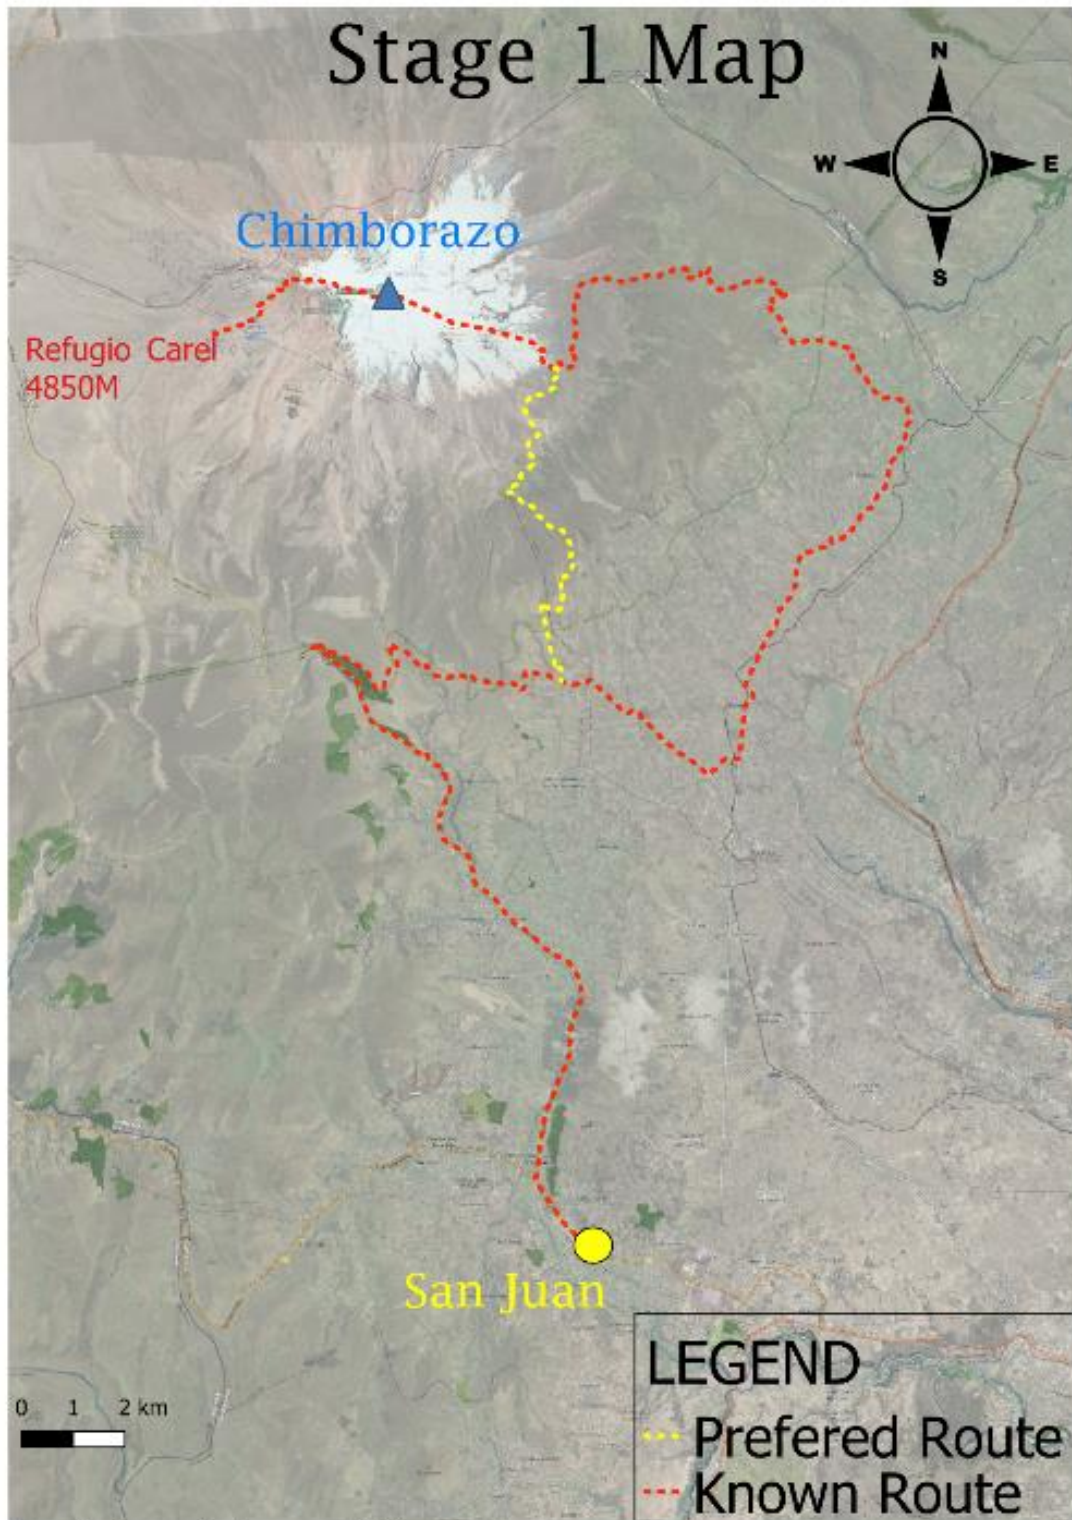 Stage 1 Map
N
W E
S
Chimborazo
Refugio Carel
4850M
San Juan
LEGEND
Prefered Route
Known Route
0 1 2 km